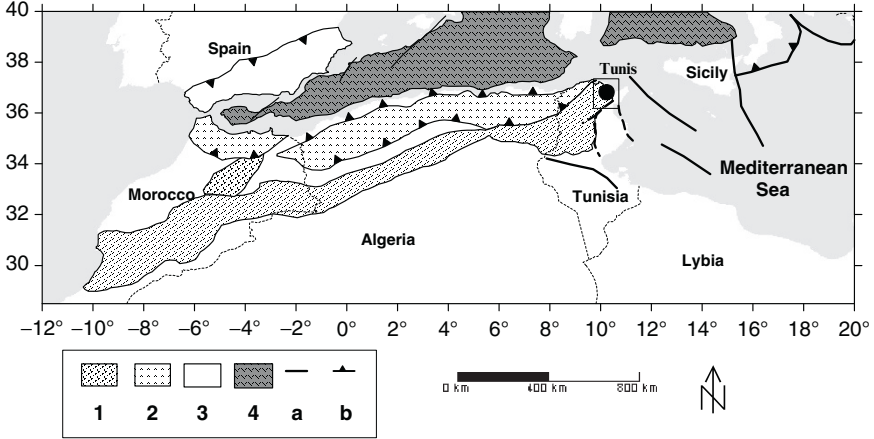 40
38
36
34
32
30
Spain
Tunis
Sicily
Mediterranean
Sea
Morocco
Tunisia
Algeria
Lybia
−12° −10° −8° −6° −4° −2° 0° 2° 4° 6° 8° 10° 12° 14° 16° 18° 20°
1 2 3 4 a b
0 km 400 km 800 km
N